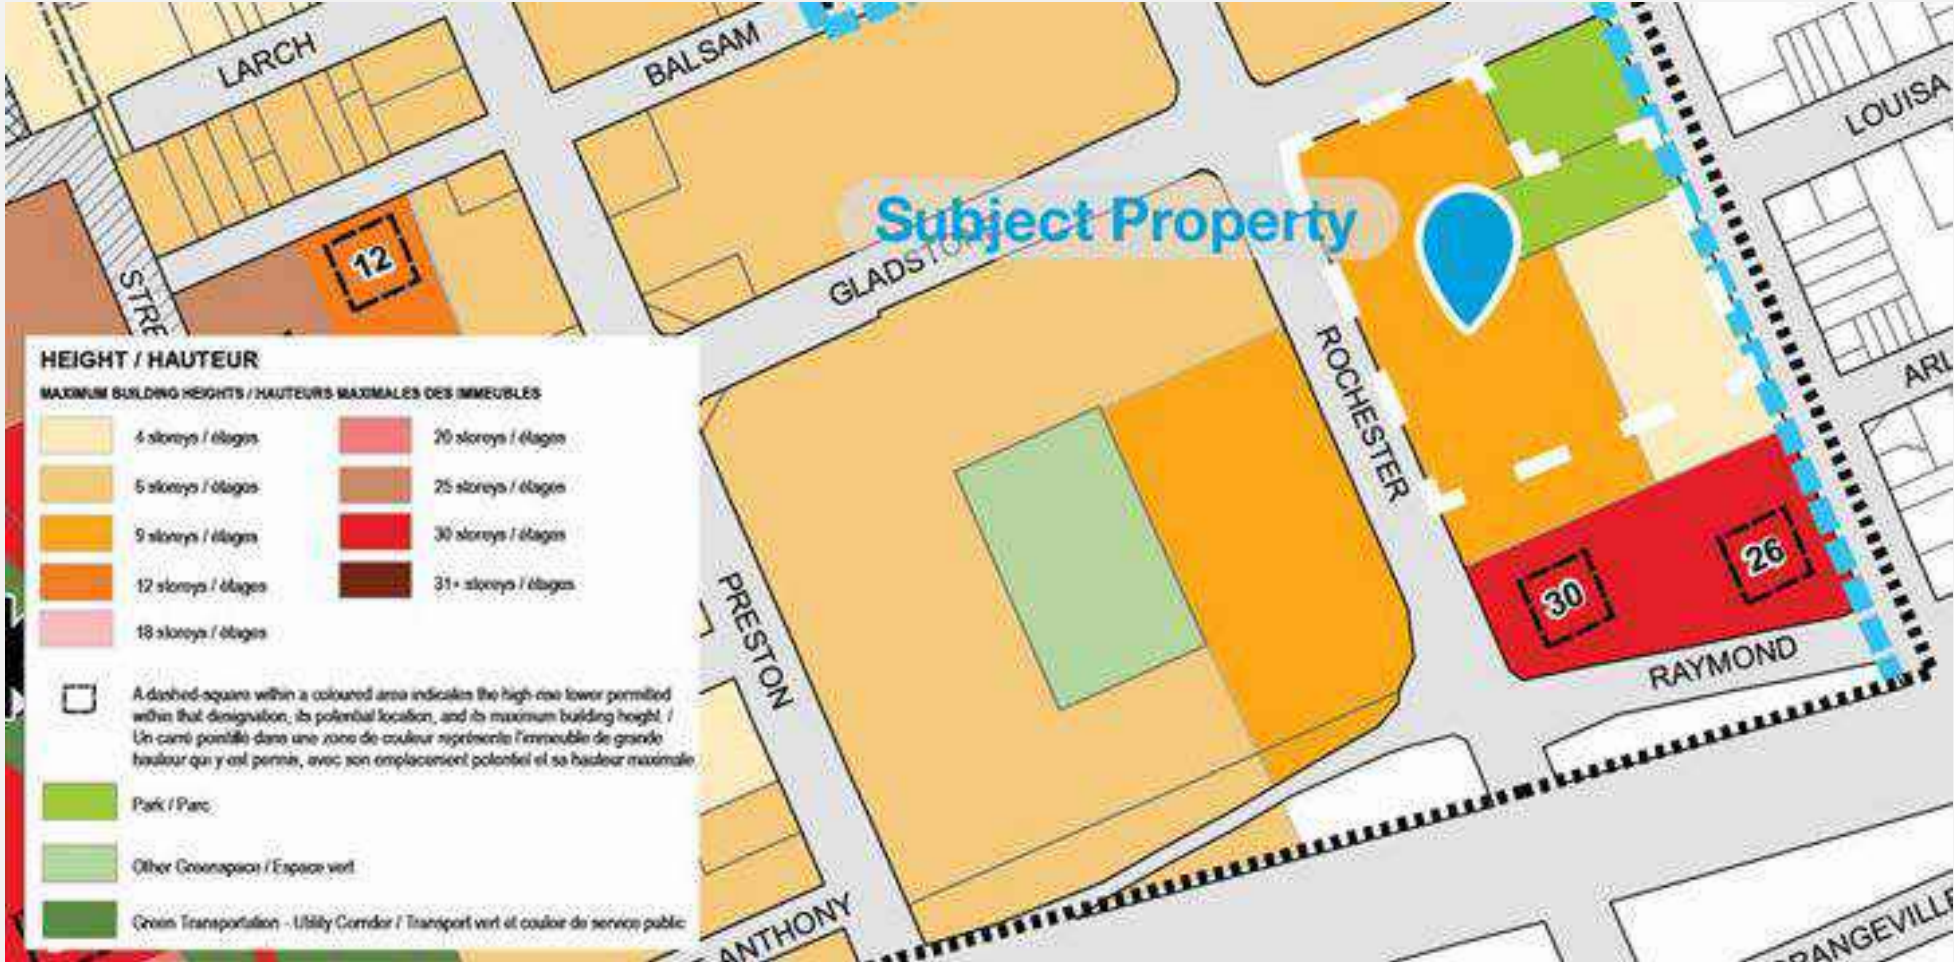 LARCH
BALSAM
LOUISA
12
Subject Property
STRE
ROCHESTER
ARL
HEIGHT / HAUTEUR
MAXIMUM BUILDING HEIGHTS / HAUTEURS MAXIMALES DES IMMEUBLES
4 storeys / étages
20 storeys / étages
6 storeys / étages
25 storeys / étages
9 storeys / étages
30 storeys / étages
12 storeys / étages
31+ storeys / étages
18 storeys / étages
26
30
PRESTON
RAYMOND
A dashed-square within a coloured area indicates the high-rise tower permitted
within that designation, its potential location, and its maximum building height. /
Un carré pointillé dans une zone de couleur représente l'immeuble de grande
hauteur qui y est permis, avec son emplacement potentiel et sa hauteur maximale
Park / Parc
Other Greenspace / Espace vert
Green Transportation - Utility Corridor / Transport vert et couloir de service public
ANTHONY
RANGEVILLE